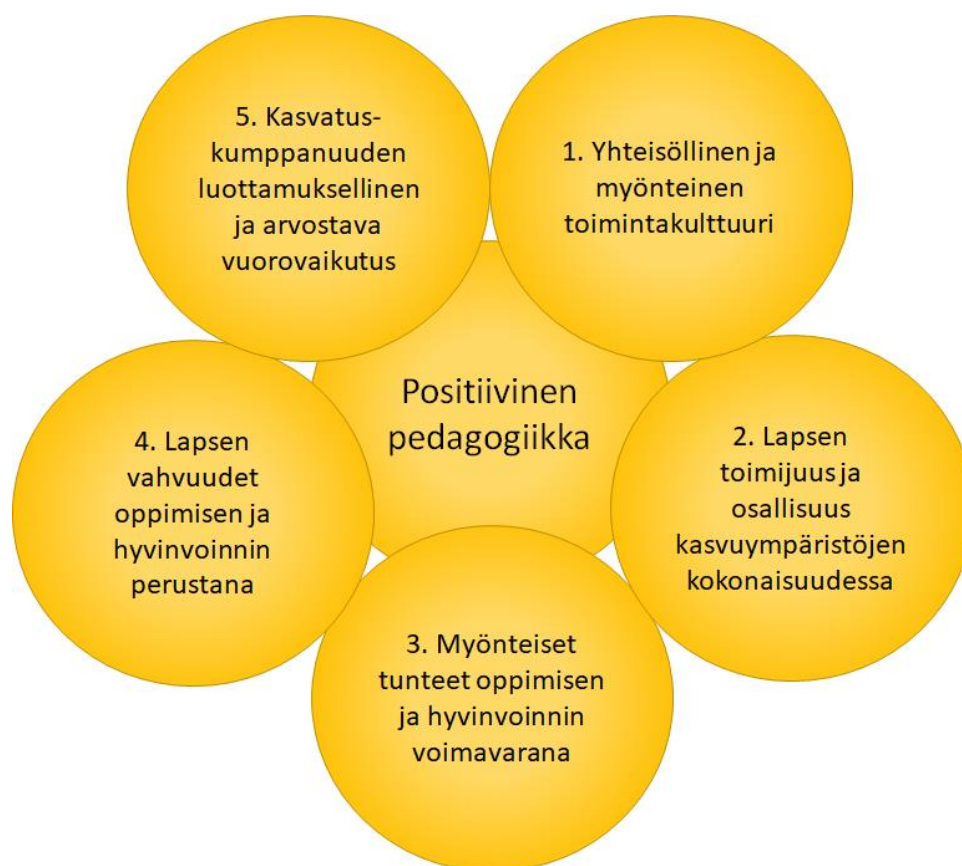 Positiivinen
pedagogiikka
1. Yhteisöllinen ja
myönteinen
toimintakulttuuri
2. Lapsen
toimijuus ja
osallisuus
kasvuympäristöjen
kokonaisuudessa
3. Myönteiset
tunteet oppimisen
ja hyvinvoinnin
voimavarana
4. Lapsen
vahvuudet
oppimisen ja
hyvinvoinnin
perustana
5. Kasvatus-
kumppanuuden
luottamuksellinen
ja arvostava
vuorovaikutus